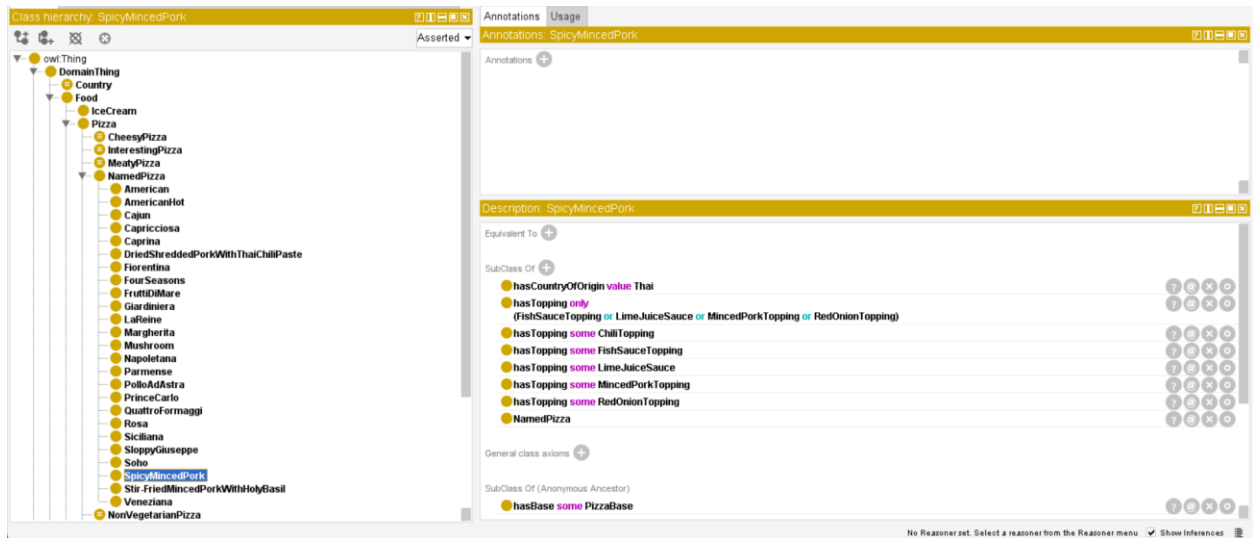 Class hierarchy: SpicyMincedPork
Asserted
owl:Thing
DomainThing
Country
Food
IceCream
Pizza
CheesyPizza
InterestingPizza
MeatyPizza
NamedPizza
American
AmericanHot
Cajun
Capricciosa
Caprina
DriedShreddedPorkWithThaiChiliPaste
Fiorentina
FourSeasons
FruttiDiMare
Giardiniera
LaReine
Margherita
Mushroom
Napoletana
Parmense
PolloAdAstra
PrinceCarlo
QuattroFormaggi
Rosa
Siciliana
SloppyGiuseppe
Soho
SpicyMincedPork
Stir-FriedMincedPorkWithHolyBasil
Veneziana
NonVegetarianPizza
Annotations Usage
Annotations: SpicyMincedPork
Annotations
Description: SpicyMincedPork
Equivalent To
SubClass Of
hasCountryOfOrigin value Thai
hasTopping only
(FishSauceTopping or LimeJuiceSauce or MincedPorkTopping or RedOnionTopping)
hasTopping some ChiliTopping
hasTopping some FishSauceTopping
hasTopping some LimeJuiceSauce
hasTopping some MincedPorkTopping
hasTopping some RedOnionTopping
NamedPizza
General class axioms
SubClass Of (Anonymous Ancestor)
hasBase some PizzaBase
No Reasoner set. Select a reasoner from the Reasoner menu Show Inferences